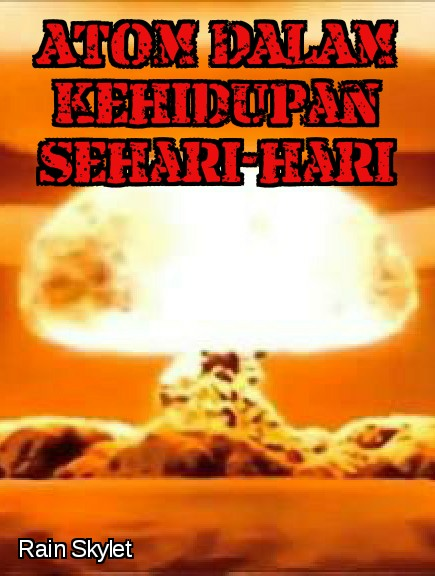 ATOM DALAM
KEHIDUPAN
SEHARI-HARI
Rain Skylet